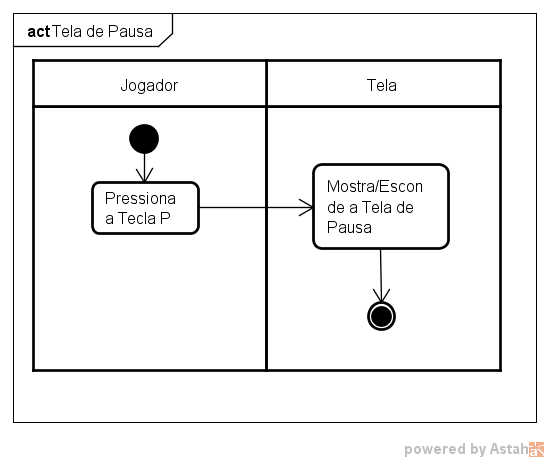 act Tela de Pausa
Jogador
Tela
Pressiona
a Tecla P
Mostra/Escon
de a Tela de
Pausa
powered by Astah